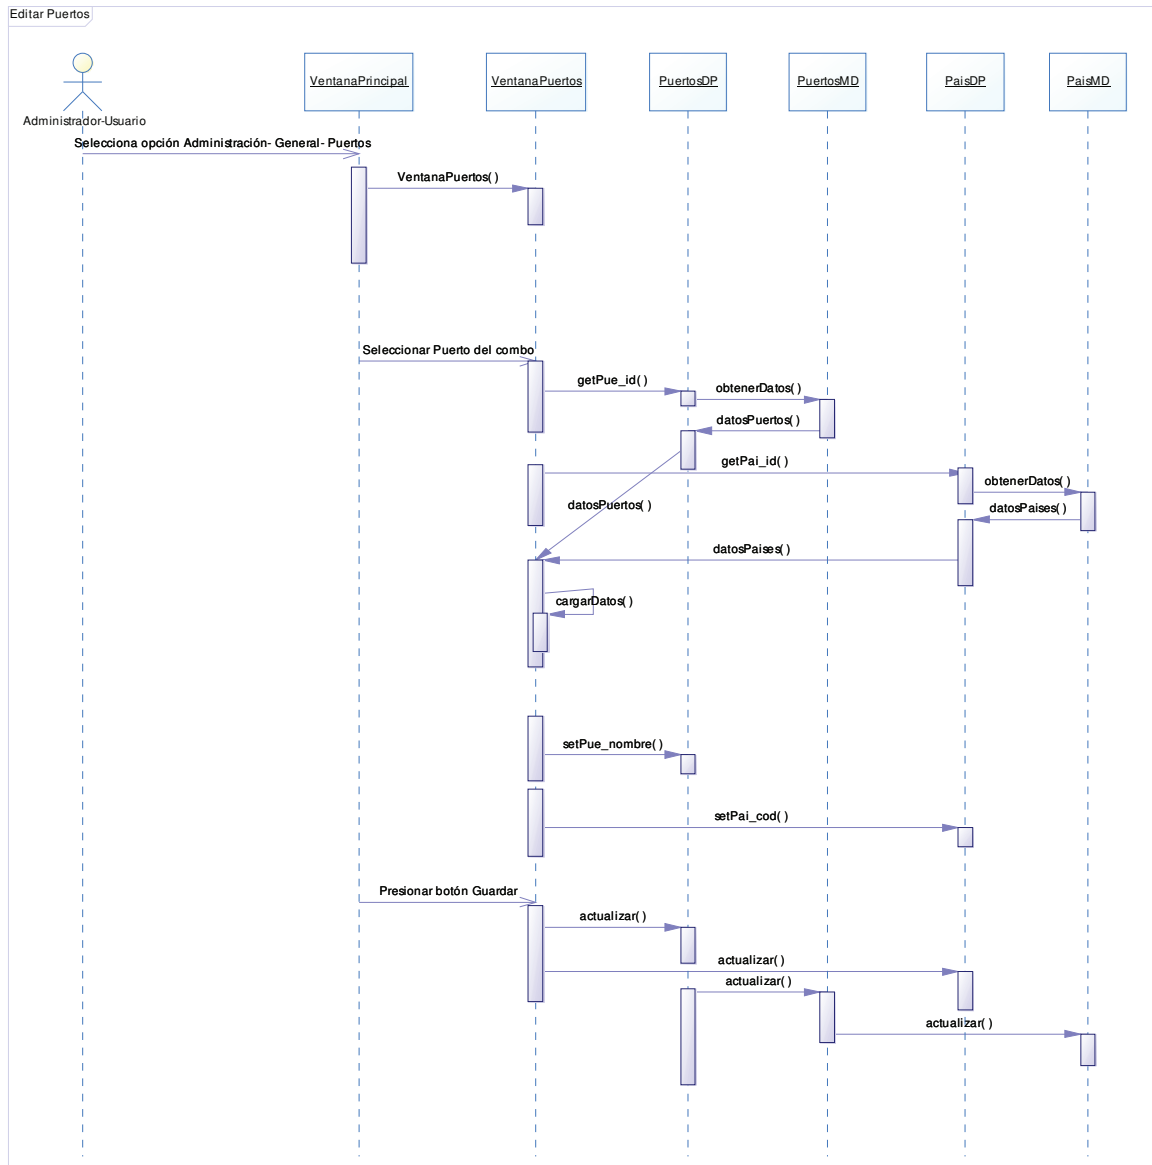 Editar Puertos
VentanaPrincipal
VentanaPuertos
PuertosDP
PuertosMD
PaisDP
PaisMD
Administrador-Usuario
Selecciona opción Administración- General- Puertos
VentanaPuertos( )
Seleccionar Puerto del combo
getPue_id( )
obtenerDatos( )
datosPuertos( )
getPai_id( )
obtenerDatos( )
datosPuertos( )
datosPaises( )
datosPaises( )
cargarDatos( )
setPue_nombre( )
setPai_cod( )
Presionar botón Guardar
actualizar( )
actualizar( )
actualizar( )
actualizar( )